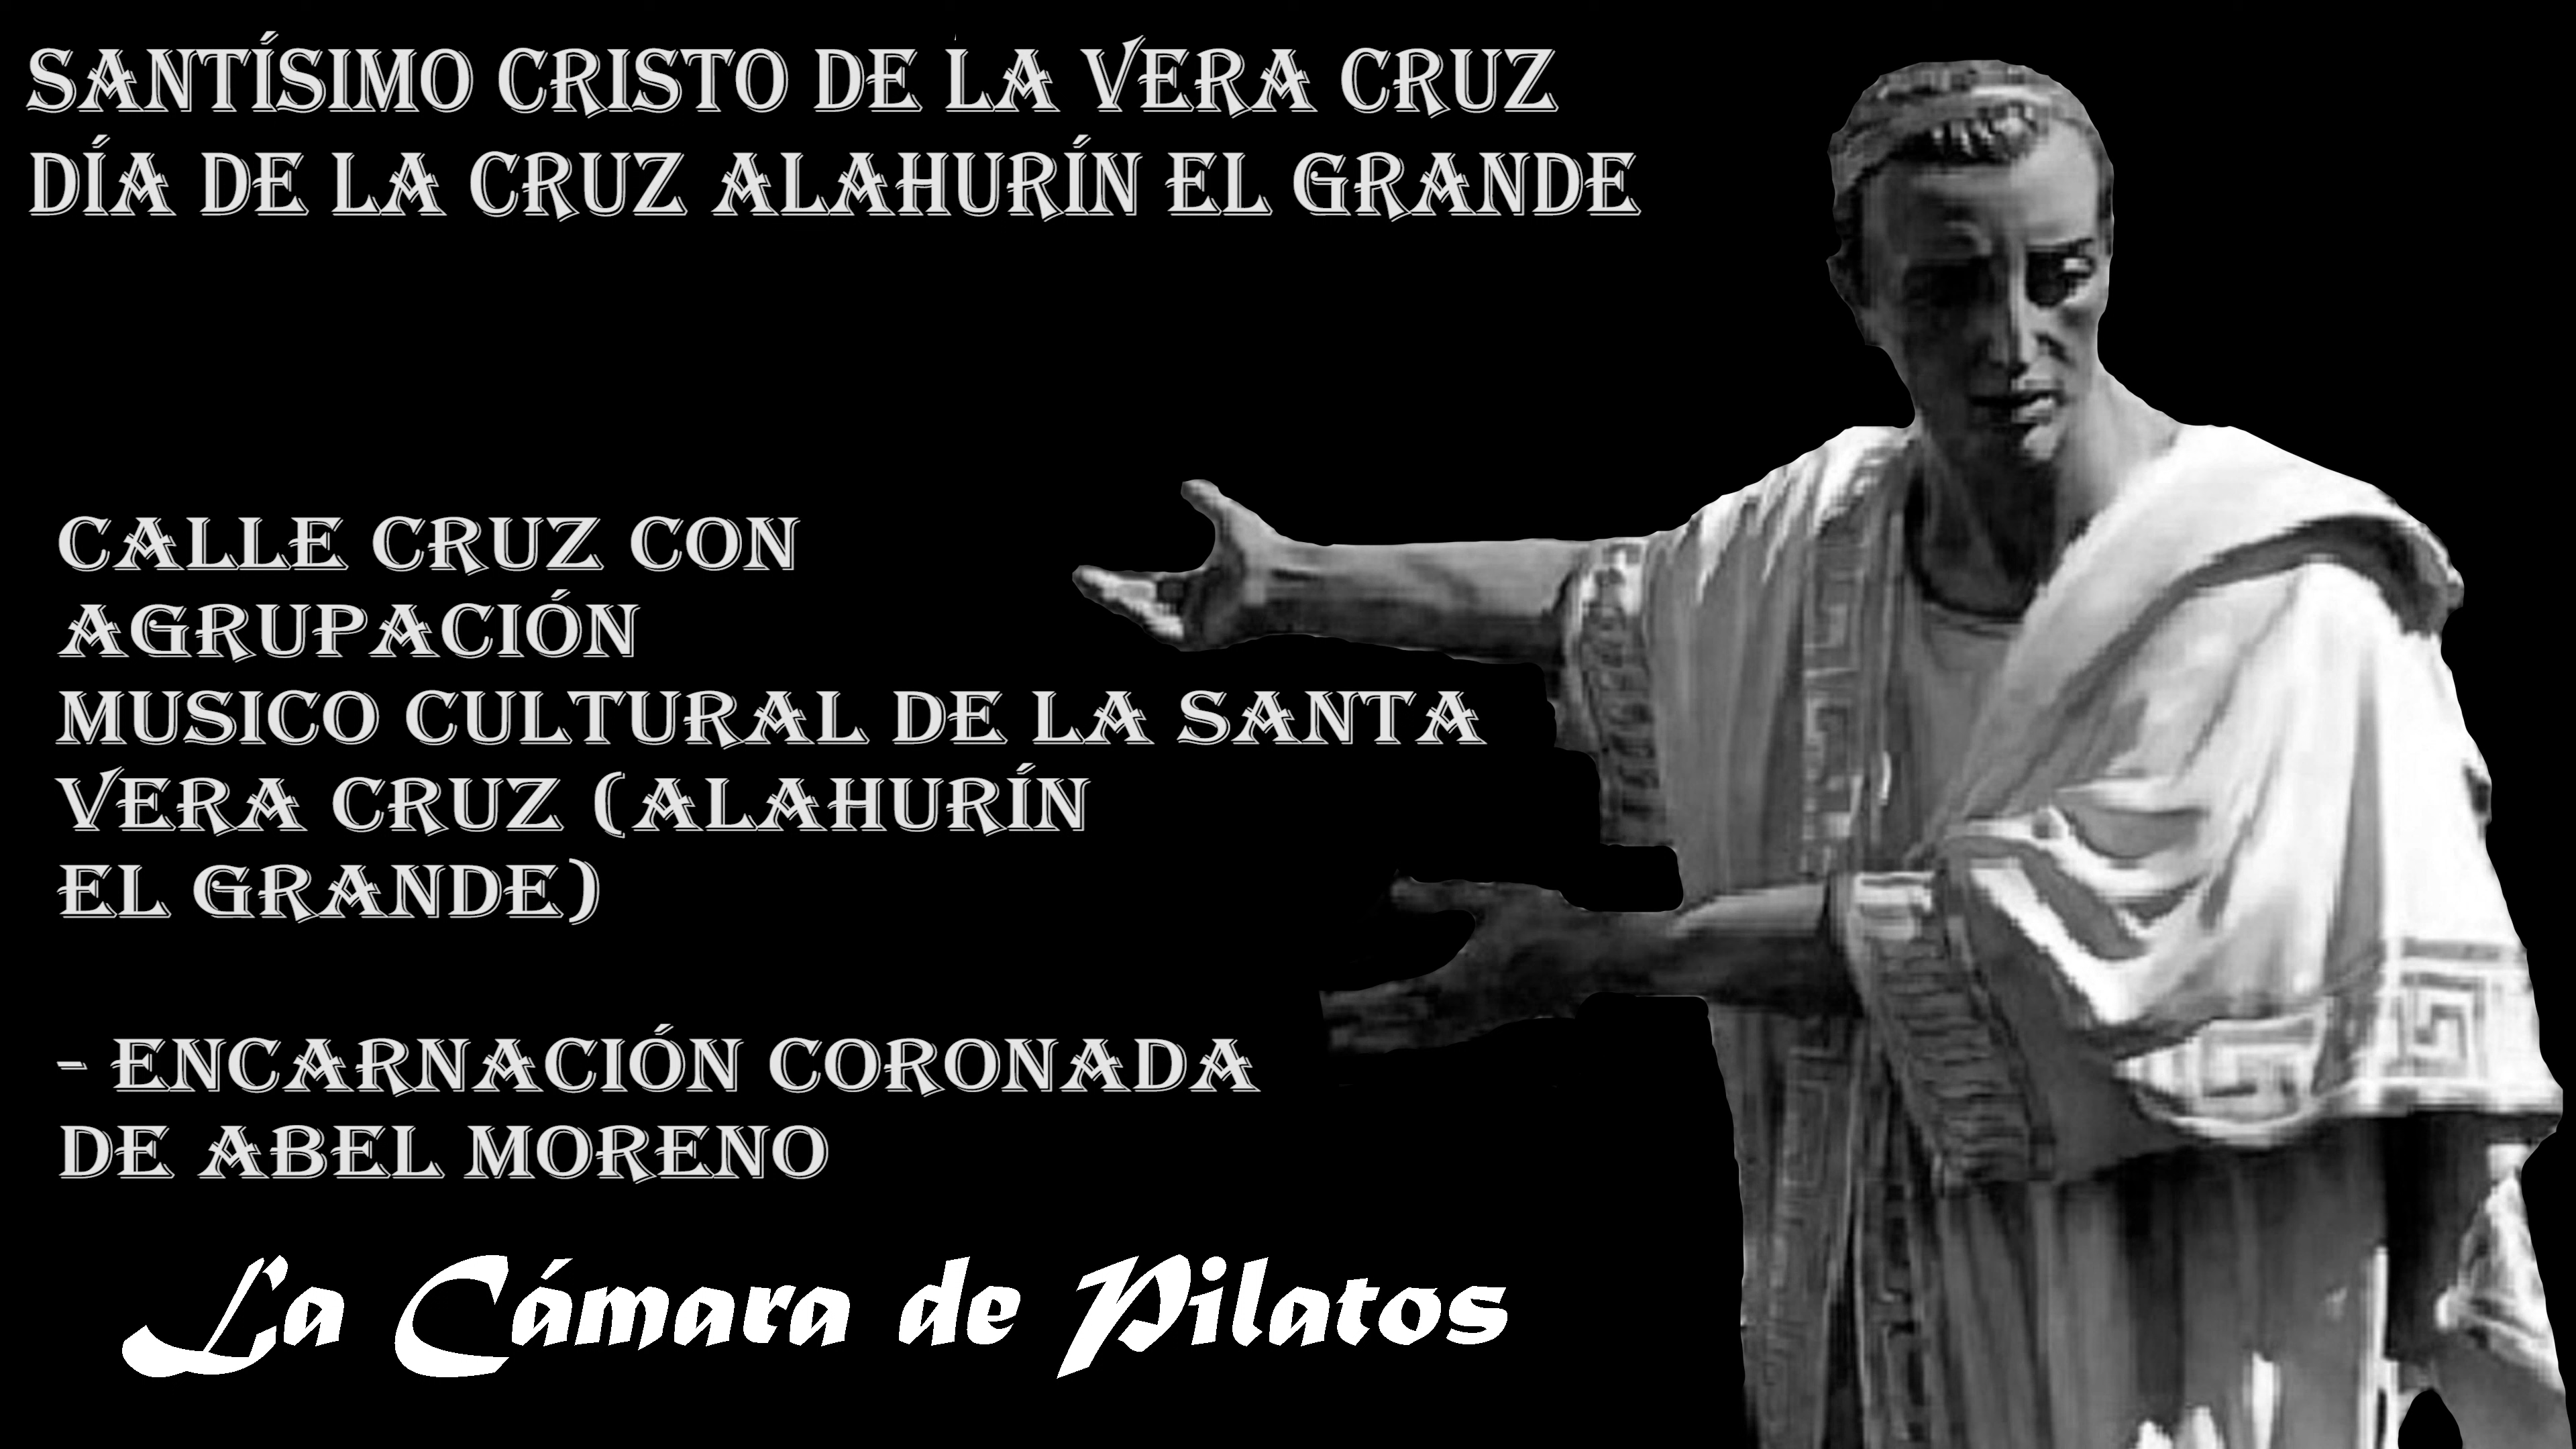 SANTÍSIMO CRISTO DE LA VERA CRUZ
DÍA DE LA CRUZ ALAHURÍN EL GRANDE
CALLE CRUZ CON
AGRUPACIÓN
MUSICO CULTURAL DE LA SANTA
VERA CRUZ (ALAHURÍN
EL GRANDE)
- ENCARNACIÓN CORONADA
DE ABEL MORENO
La Cámara de Pilatos